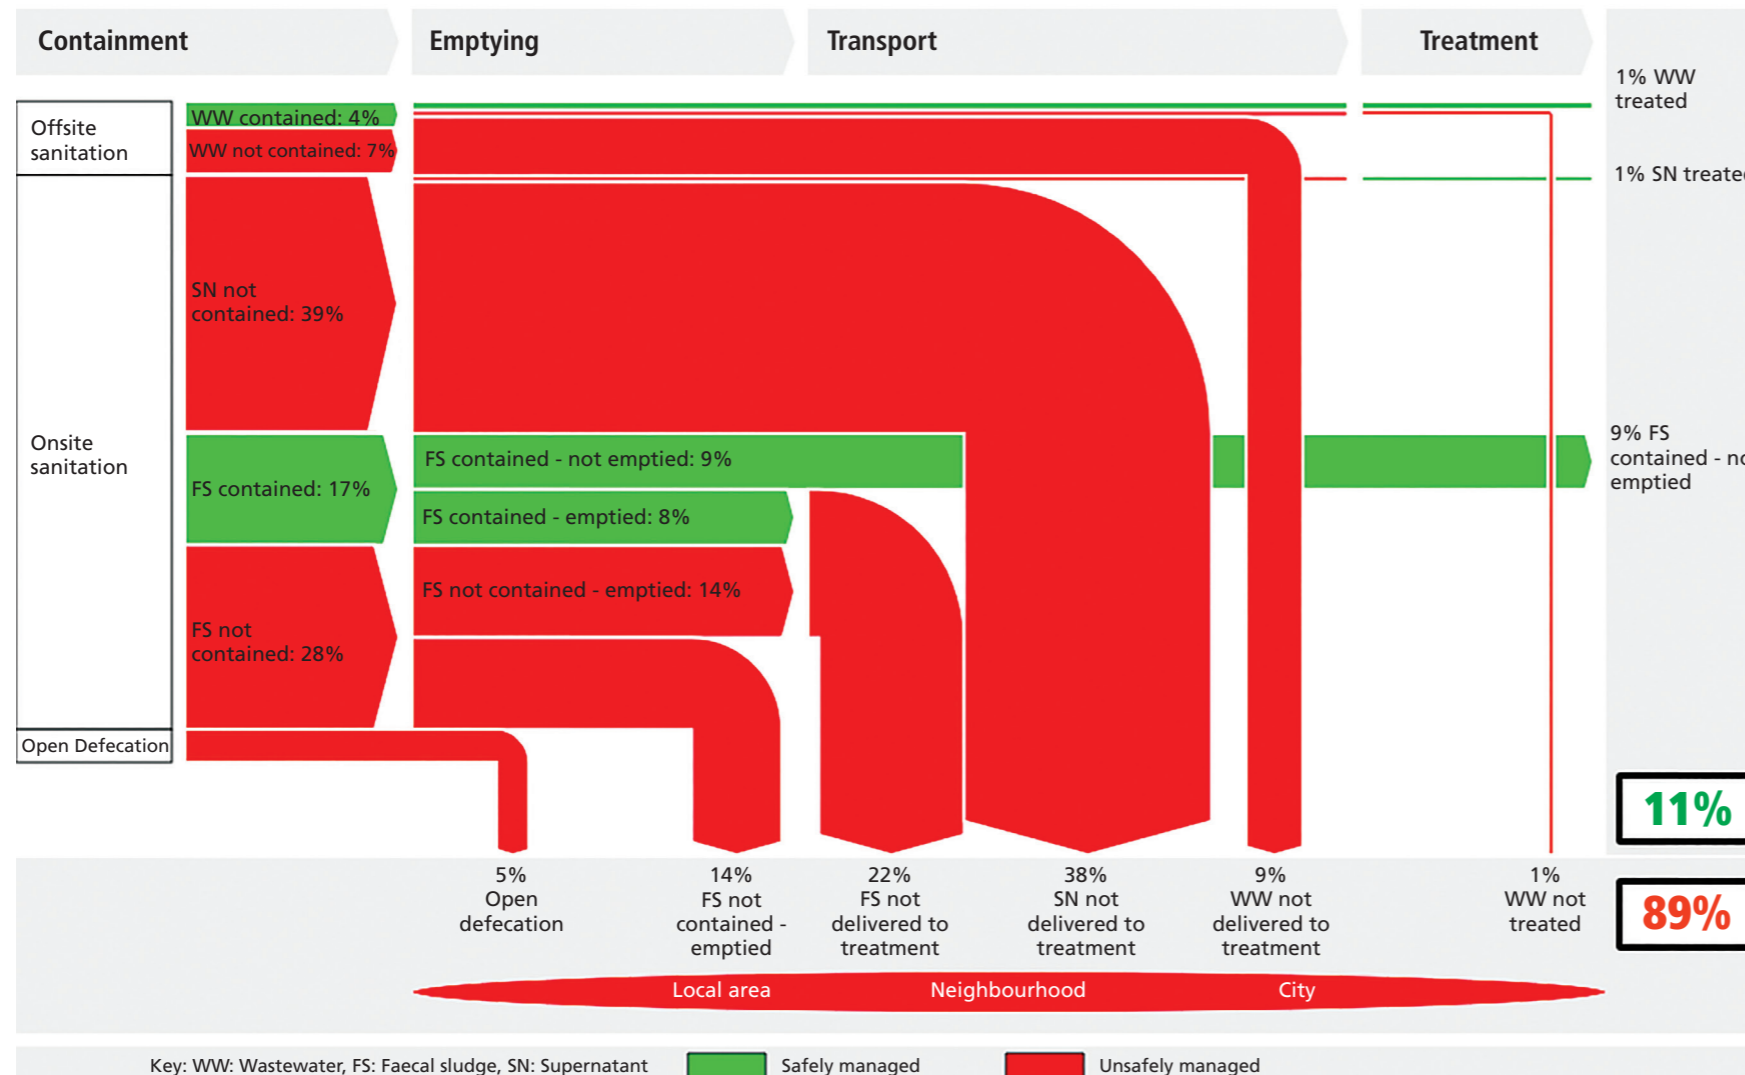 Containment
Emptying
Transport
Treatment
Offsite
sanitation
Onsite
sanitation
Open Defecation
WW contained: 4%
WW not contained: 7%
SN not
contained: 39%
FS contained: 17%
FS not
contained: 28%
FS contained - not emptied: 9%
FS contained - emptied: 8%
FS not contained - emptied: 14%
1% WW
treated
1% SN treated
9% FS
contained -
emptied
11%
89%
5%
Open
defecation
14%
FS not
contained -
emptied
22%
FS not
delivered to
treatment
38%
SN not
delivered to
treatment
9%
WW not
delivered to
treatment
1%
WW not
treated
Local area
Neighbourhood
City
Key: WW: Wastewater, FS: Faecal sludge, SN: Supernatant
Safely managed
Unsafely managed